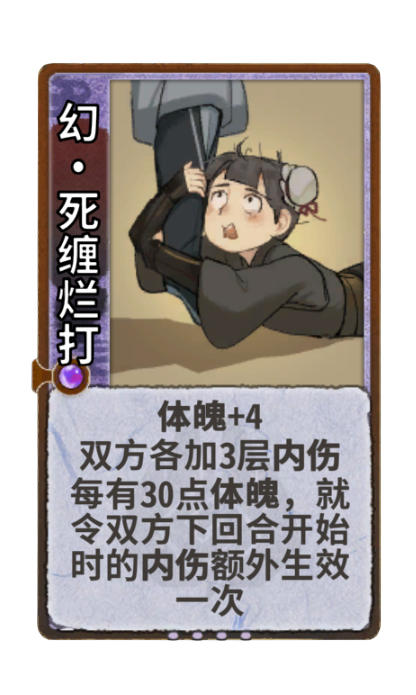 幻·死缠烂打
体魄+4
双方各加3层内伤
每有30点体魄，就
令双方下回合开始
时的内伤额外生效
一次